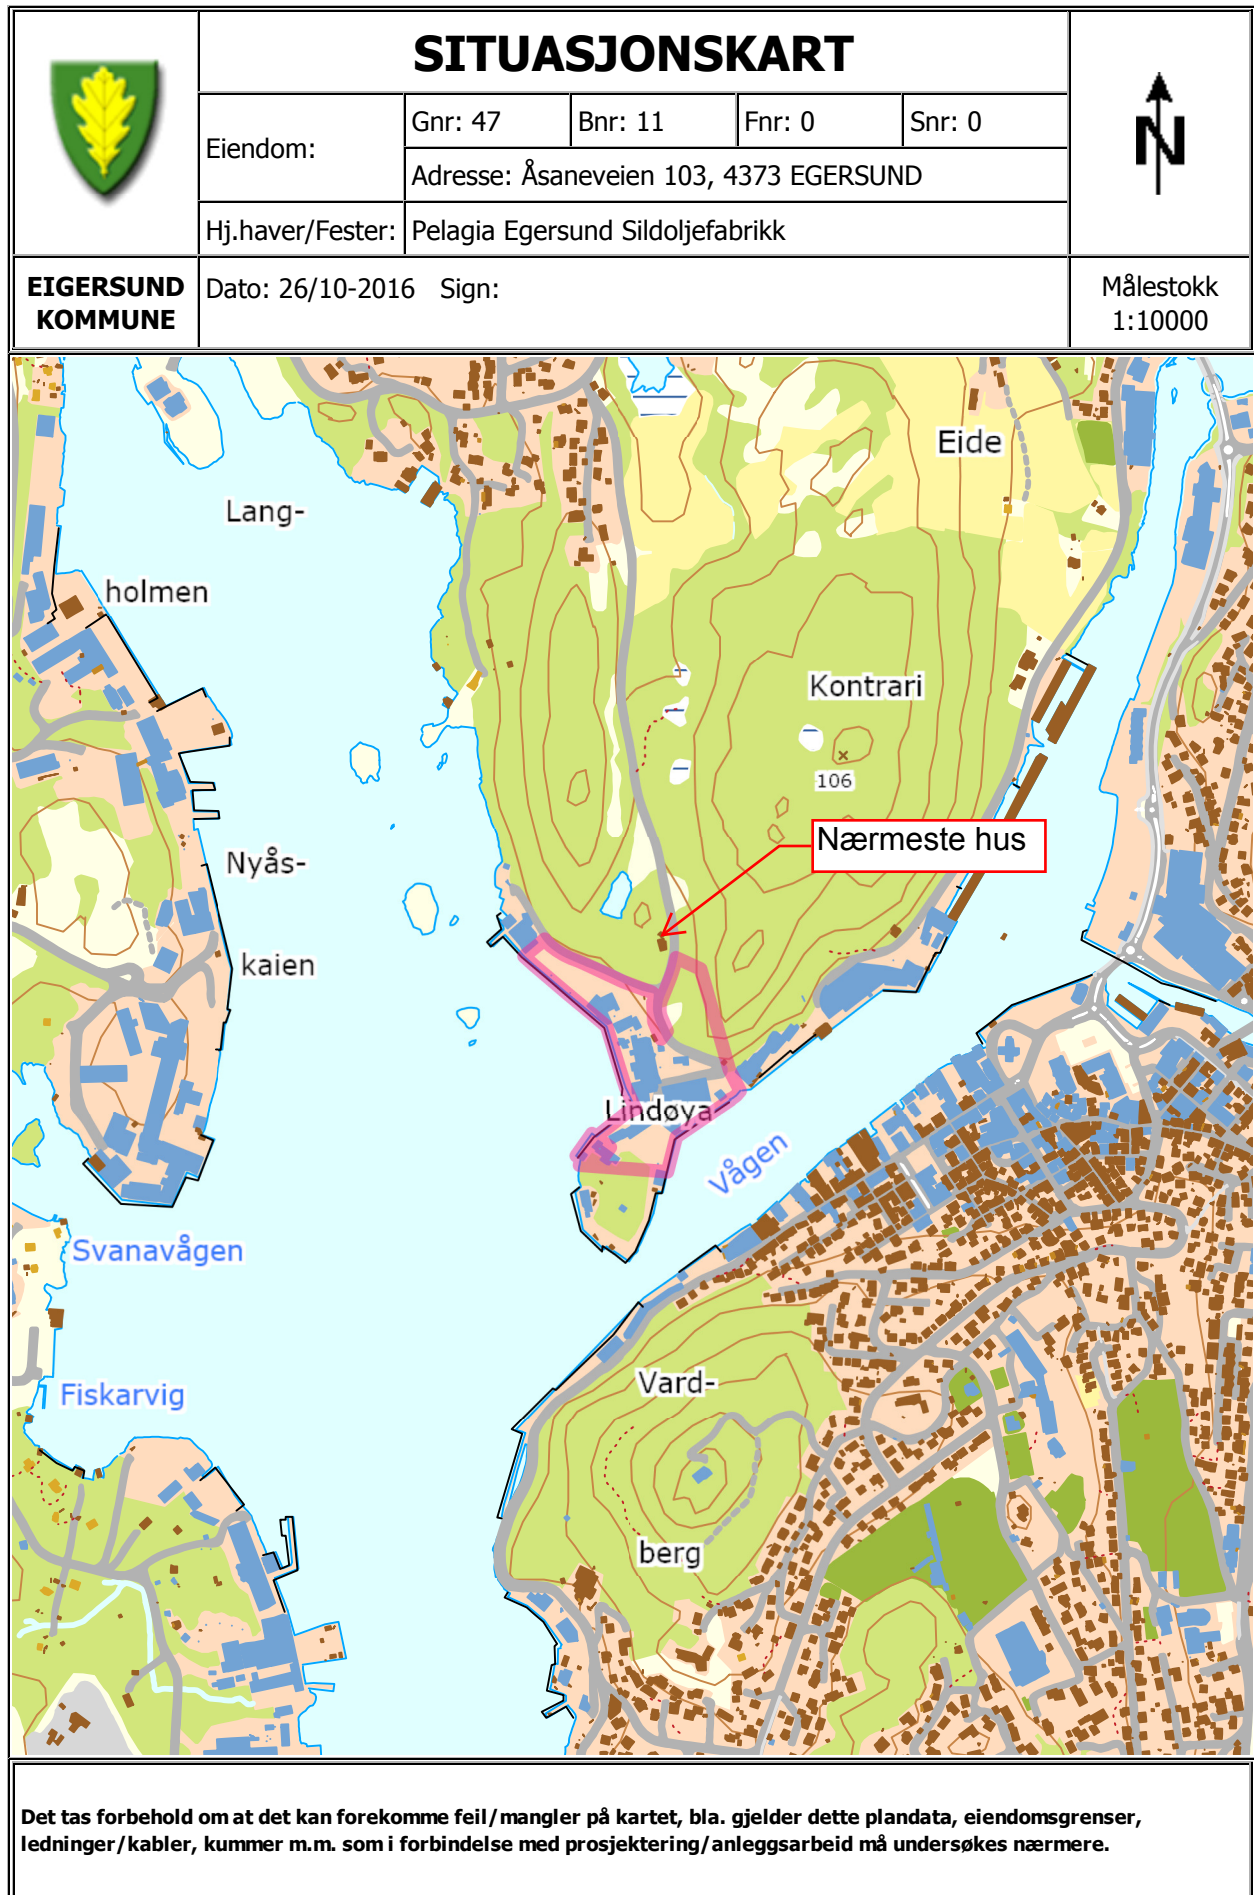 SITUASJONSKART
Eiendom:
Gnr: 47
Bnr: 11
Fnr: 0
Snr: 0
Adresse: Åsaneveien 103, 4373 EGERSUND
Hj.haver/Fester:
Pelagia Egersund Sildoljefabrikk
N
EIGERSUND
KOMMUNE
Dato: 26/10-2016 Sign:
Målestokk
1:10000
Eide
Lang-
holmen
Kontrari
106
Nærmeste hus
Nyås-
kaien
Lindøya
Vågen
Svanavågen
Fiskarvig
Vard-
berg
Det tas forbehold om at det kan forekomme feil/mangler på kartet, bla. gjelder dette plandata, eiendomsgrenser,
ledninger/kabler, kummer m.m. som i forbindelse med prosjektering/anleggsarbeid må undersøkes nærmere.